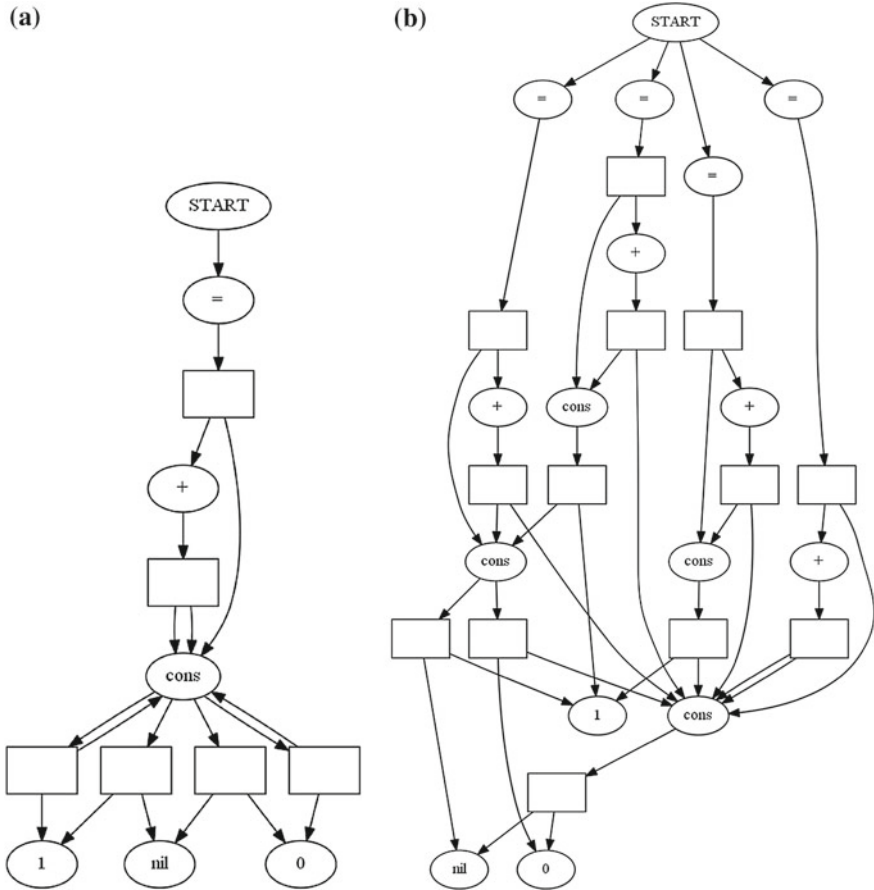 (a)
START
=
+
cons
1
nil
0
(b)
START
=
=
=
=
+
+
cons
+
cons
cons
+
1
cons
nil
0